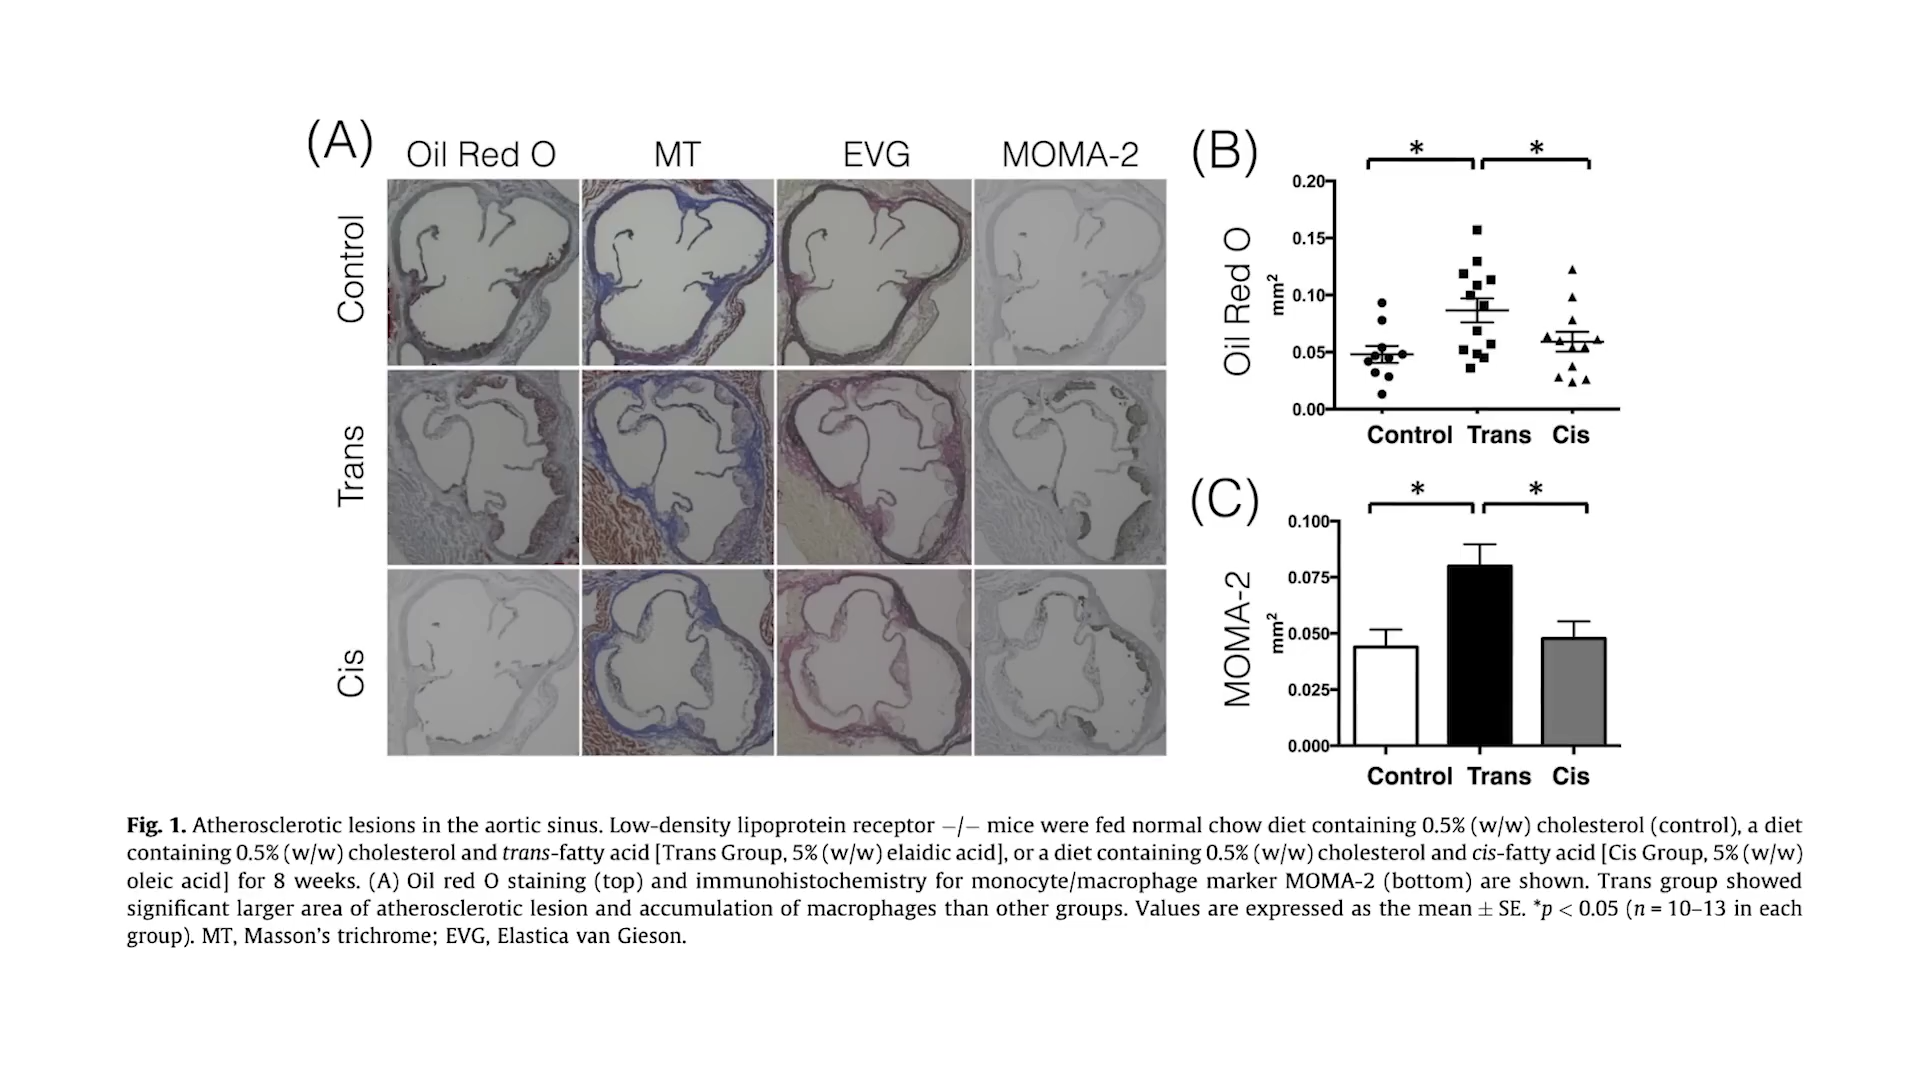 (A)
Oil Red O MT EVG MOMA-2
Control
Trans
Cis
(B)
* *
Oil Red O
mm²
0.20
0.15
0.10
0.05
0.00
Control Trans Cis
(C)
* *
MOMA-2
mm²
0.100
0.075
0.050
0.025
0.000
Control Trans Cis
Fig. 1. Atherosclerotic lesions in the aortic sinus. Low-density lipoprotein receptor −/− mice were fed normal chow diet containing 0.5% (w/w) cholesterol (control), a diet
containing 0.5% (w/w) cholesterol and trans-fatty acid [Trans Group, 5% (w/w) elaidic acid], or a diet containing 0.5% (w/w) cholesterol and cis-fatty acid [Cis Group, 5% (w/w)
oleic acid] for 8 weeks. (A) Oil red O staining (top) and immunohistochemistry for monocyte/macrophage marker MOMA-2 (bottom) are shown. Trans group showed
significant larger area of atherosclerotic lesion and accumulation of macrophages than other groups. Values are expressed as the mean ± SE. *p < 0.05 (n = 10–13 in each
group). MT, Masson's trichrome; EVG, Elastica van Gieson.